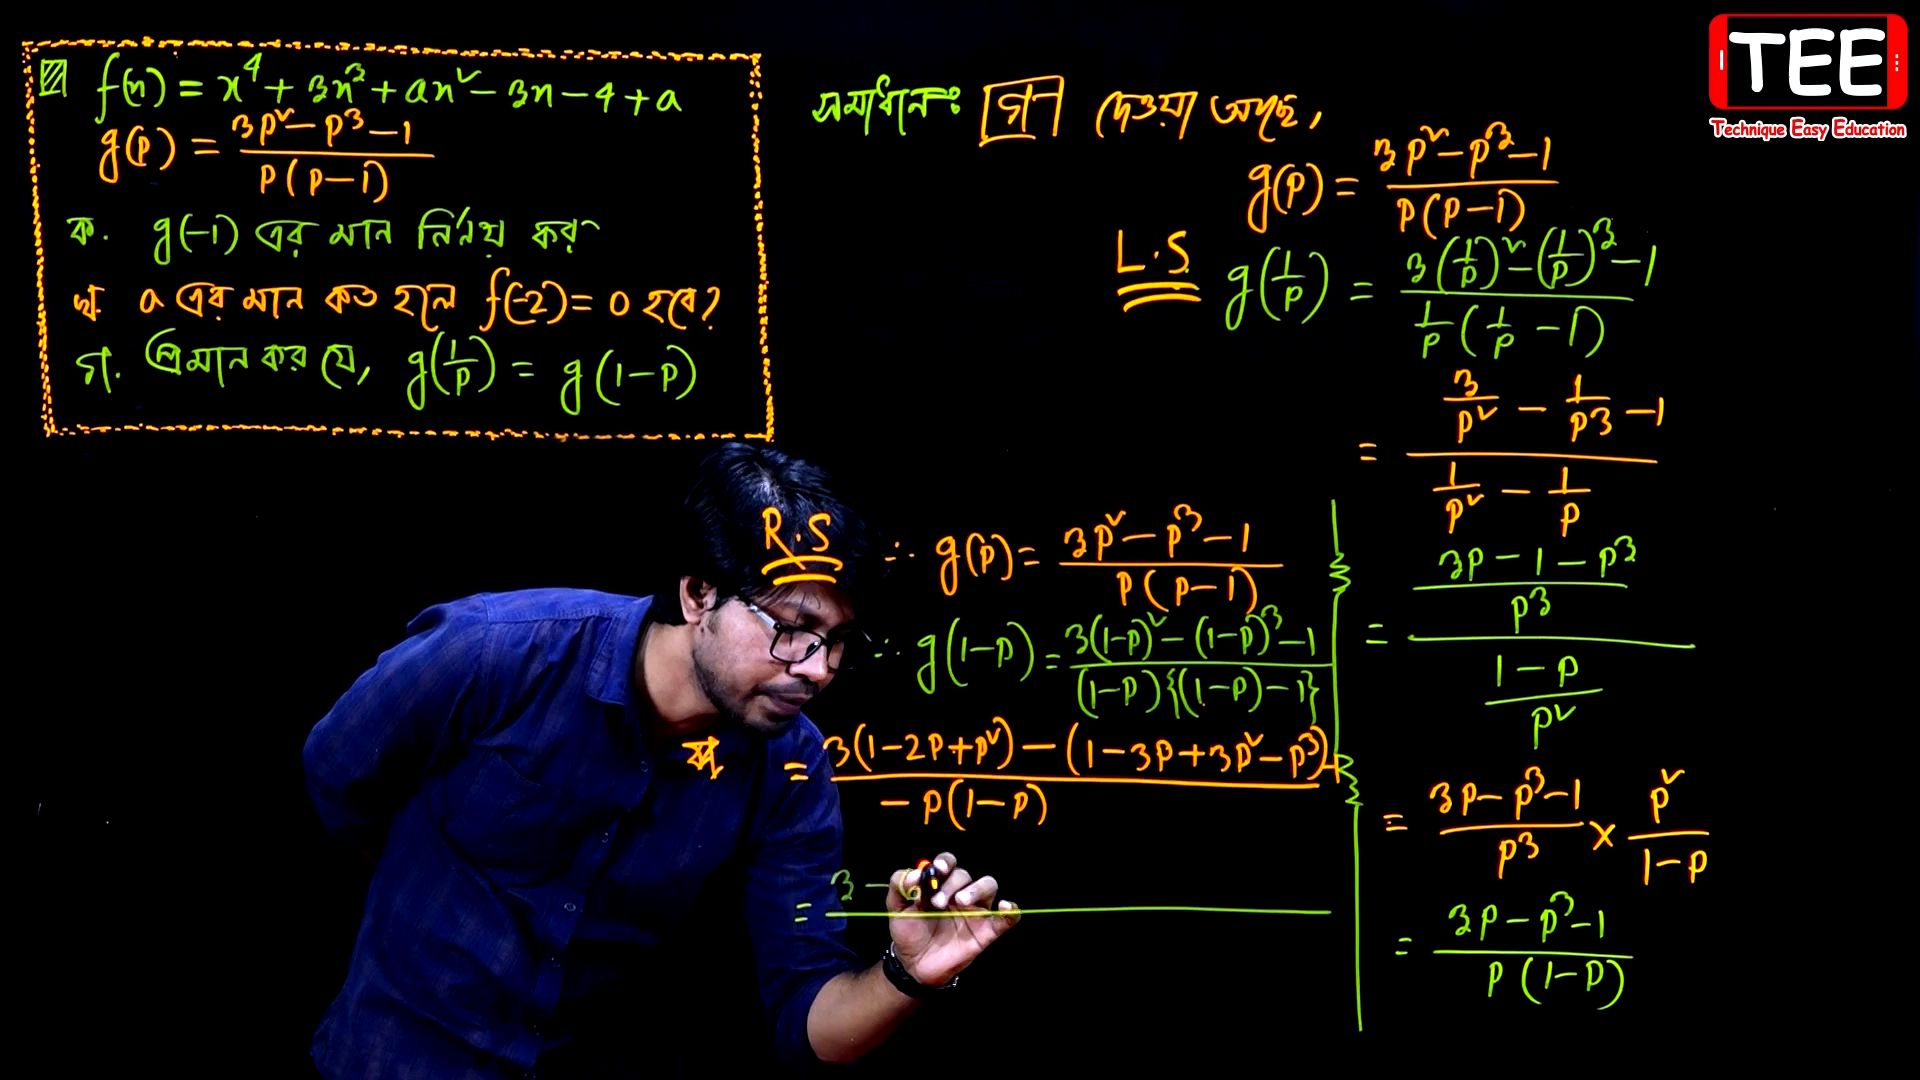 f(x) = x⁴ + 3x³ + ax² - 3x - 4 + a
g(p) = (3p² - p³ - 1) / (p(p-1))
ক. g(-1) এর মান নির্ণয় কর
খ. a এর মান কত হলে f(-2) = 0 হবে?
গ. প্রমান কর যে, g(1/p) = g(1-p)
সমাধানঃ গ দেওয়া আছে,
g(p) = (3p² - p³ - 1) / (p(p-1))
L.S g(1/p) = (3(1/p)² - (1/p)³ - 1) / (1/p(1/p - 1))
= (3/p² - 1/p³ - 1) / (1/p² - 1/p)
= ((3p - 1 - p³) / p³) / ((1-p) / p²)
= (3p - p³ - 1) / p³ × p² / (1-p)
= (3p - p³ - 1) / (p(1-p))
R.S ∴ g(p) = (3p² - p³ - 1) / (p(p-1))
∴ g(1-p) = (3(1-p)² - (1-p)³ - 1) / ((1-p){(1-p)-1})
= (3(1-2p+p²) - (1-3p+3p²-p³) -) / (-p(1-p))
= 3 - 6
TEE
Technique Easy Education